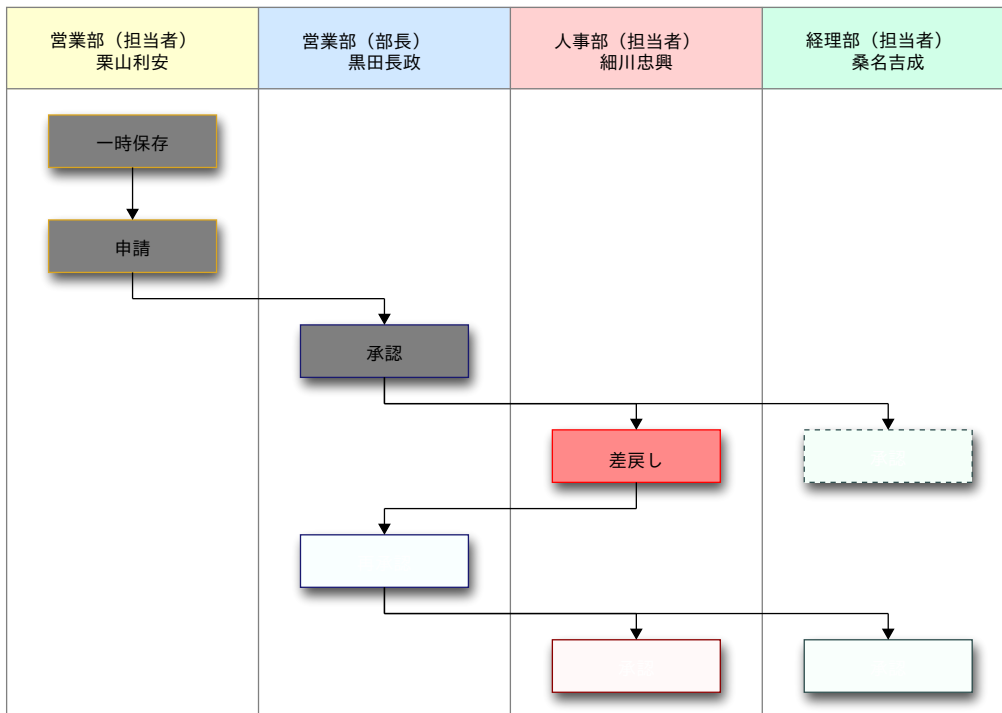 営業部（担当者）
栗山利安
営業部（部長）
黒田長政
人事部（担当者）
細川忠興
経理部（担当者）
桑名吉成
一時保存
申請
承認
差戻し